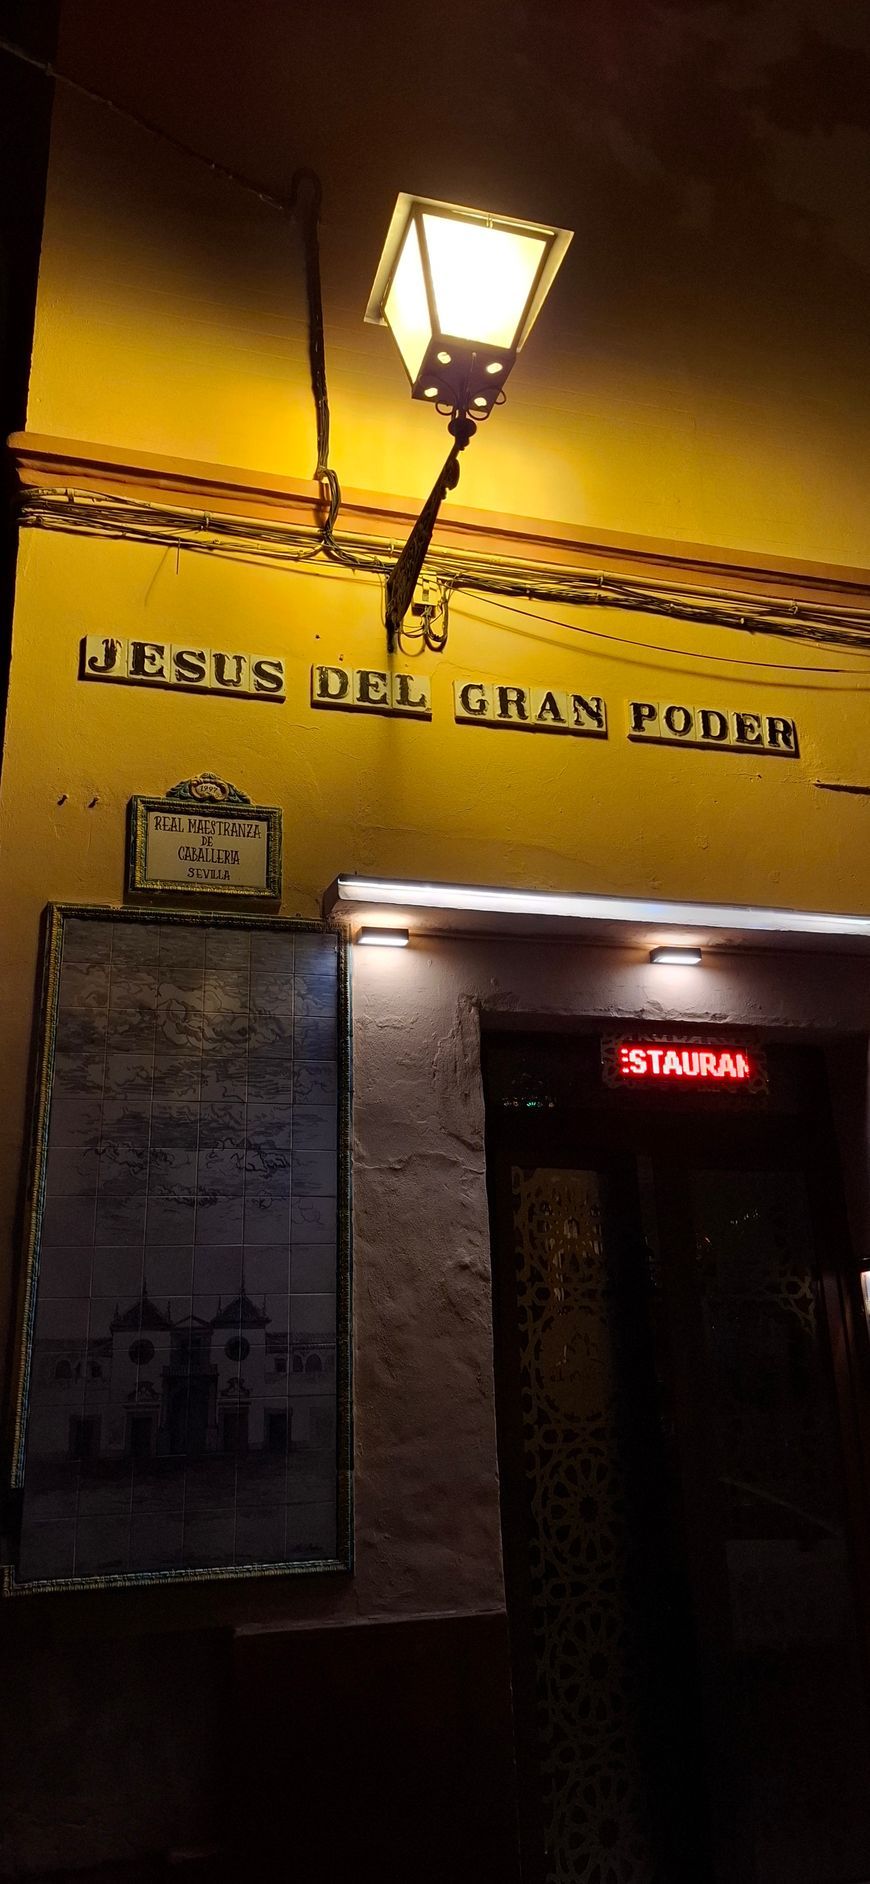 JESUS DEL GRAN PODER
1997
REAL MAESTRANZA
DE
CABALLERIA
SEVILLA
ESTAURAN